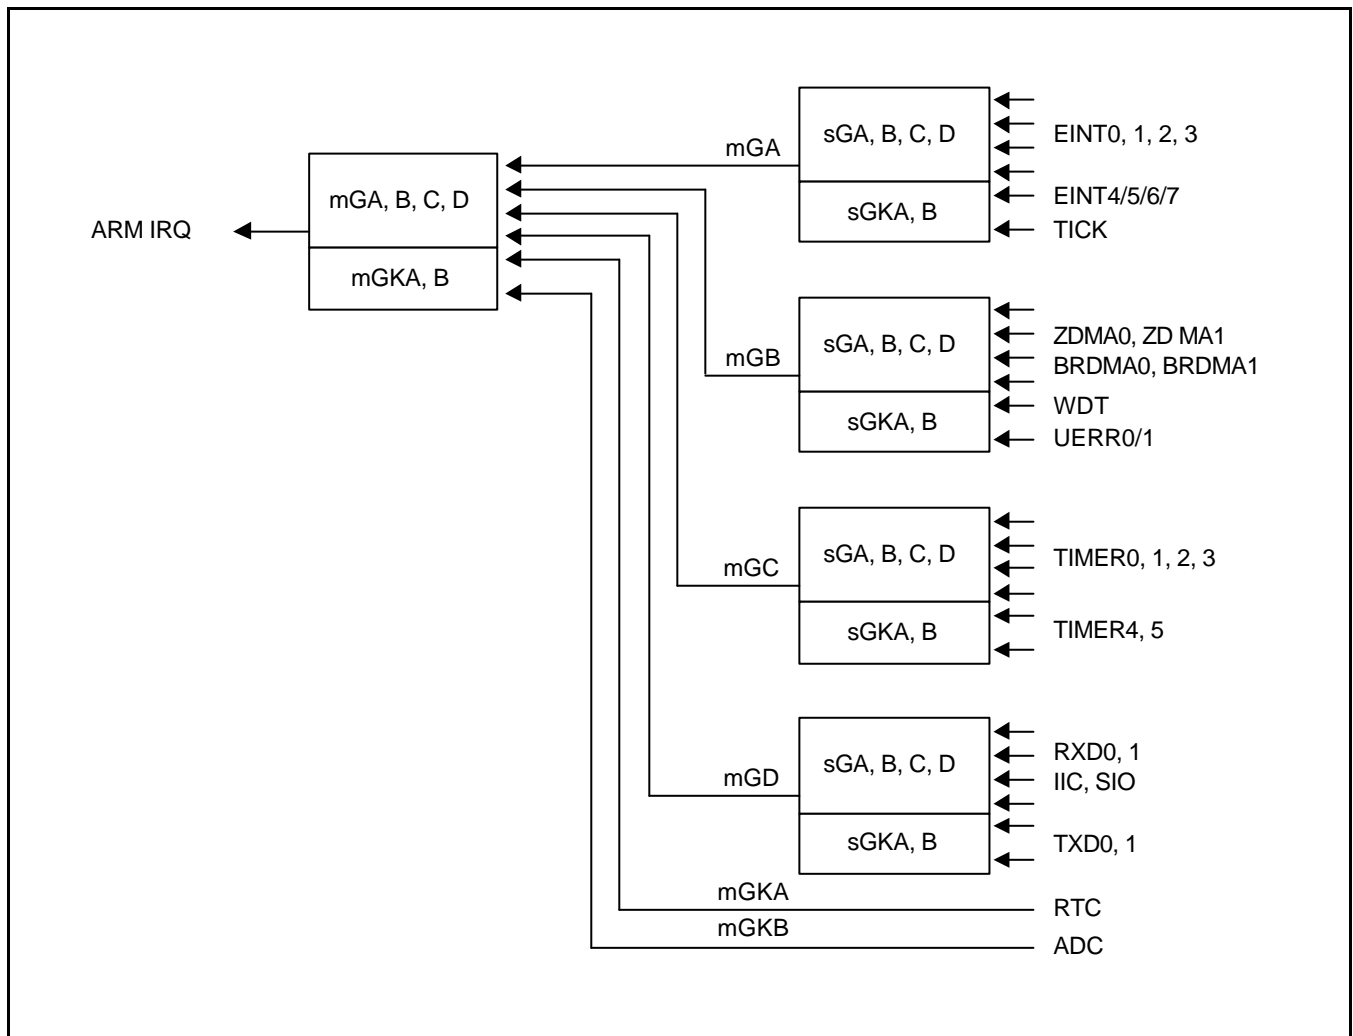 sGA, B, C, D
EINT0, 1, 2, 3
mGA
sGKA, B
EINT4/5/6/7
TICK
mGA, B, C, D
ARM IRQ
mGKA, B
sGA, B, C, D
ZDMA0, ZD MA1
BRDMA0, BRDMA1
mGB
sGKA, B
WDT
UERR0/1
sGA, B, C, D
TIMER0, 1, 2, 3
mGC
sGKA, B
TIMER4, 5
sGA, B, C, D
RXD0, 1
IIC, SIO
mGD
sGKA, B
TXD0, 1
mGKA
RTC
mGKB
ADC